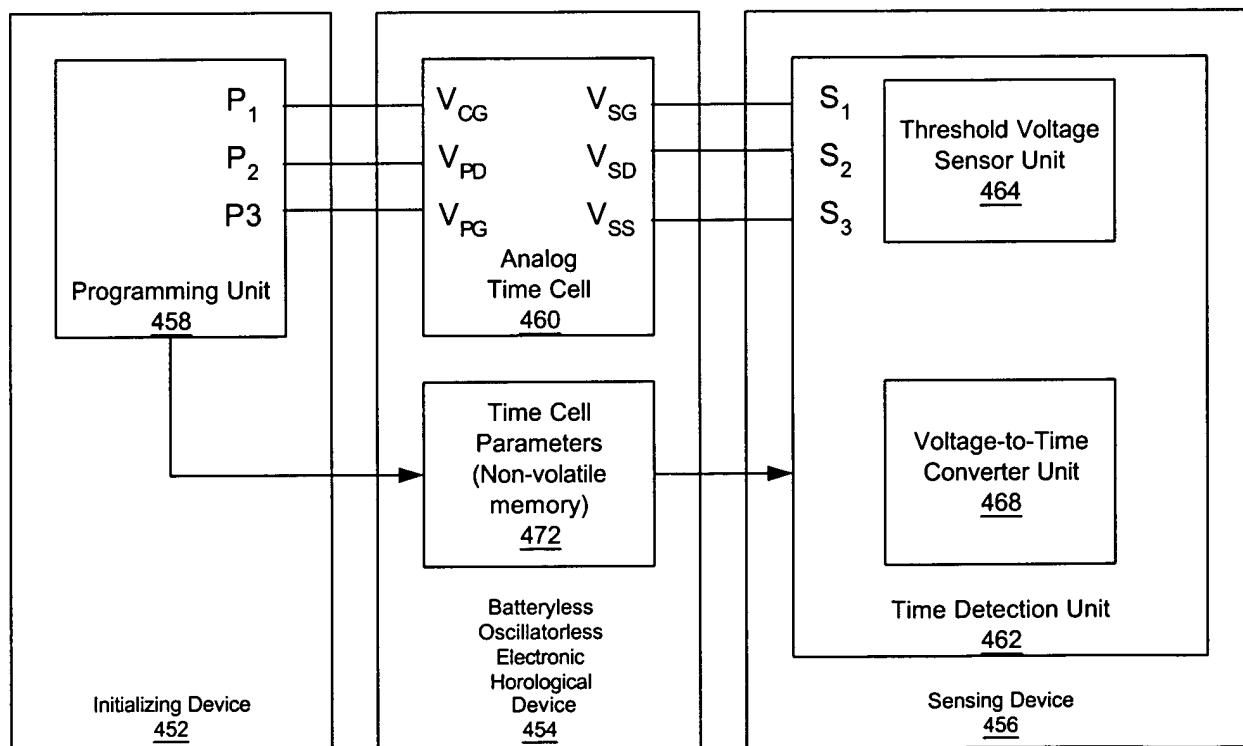 P1
P2
P3
Programming Unit
458
Initializing Device
452
VCG
VPD
VPG
VSG
VSD
VSS
Analog
Time Cell
460
Time Cell
Parameters
(Non-volatile
memory)
472
Batteryless
Oscillatorless
Electronic
Horological
Device
454
S1
S2
S3
Threshold Voltage
Sensor Unit
464
Voltage-to-Time
Converter Unit
468
Time Detection Unit
462
Sensing Device
456